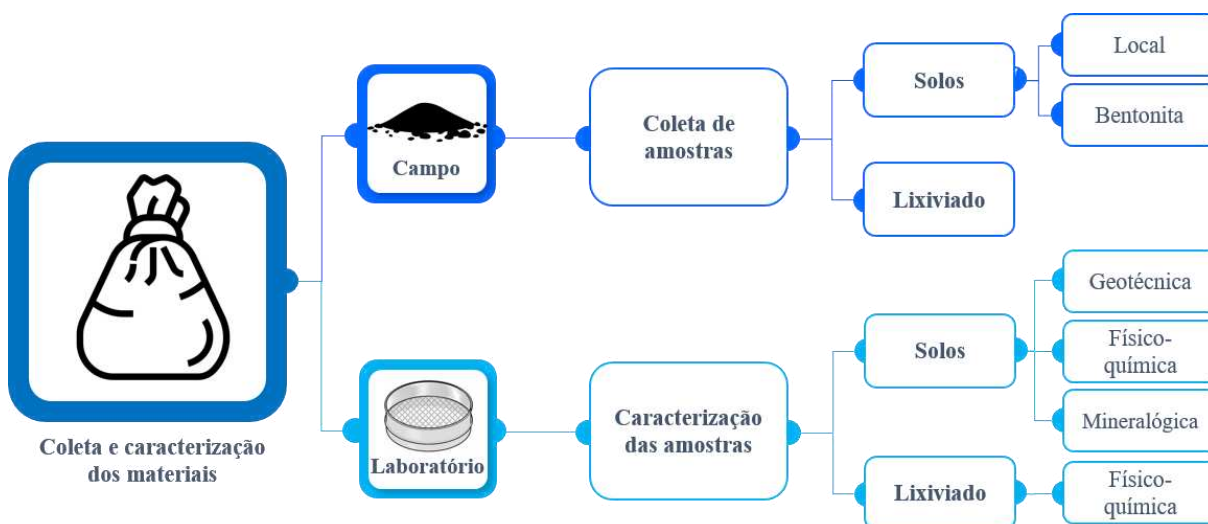 Coleta e caracterização
dos materiais
Campo
Coleta de
amostras
Solos
Local
Bentonita
Lixiviado
Laboratório
Caracterização
das amostras
Solos
Geotécnica
Físico-
química
Mineralógica
Lixiviado
Físico-
química